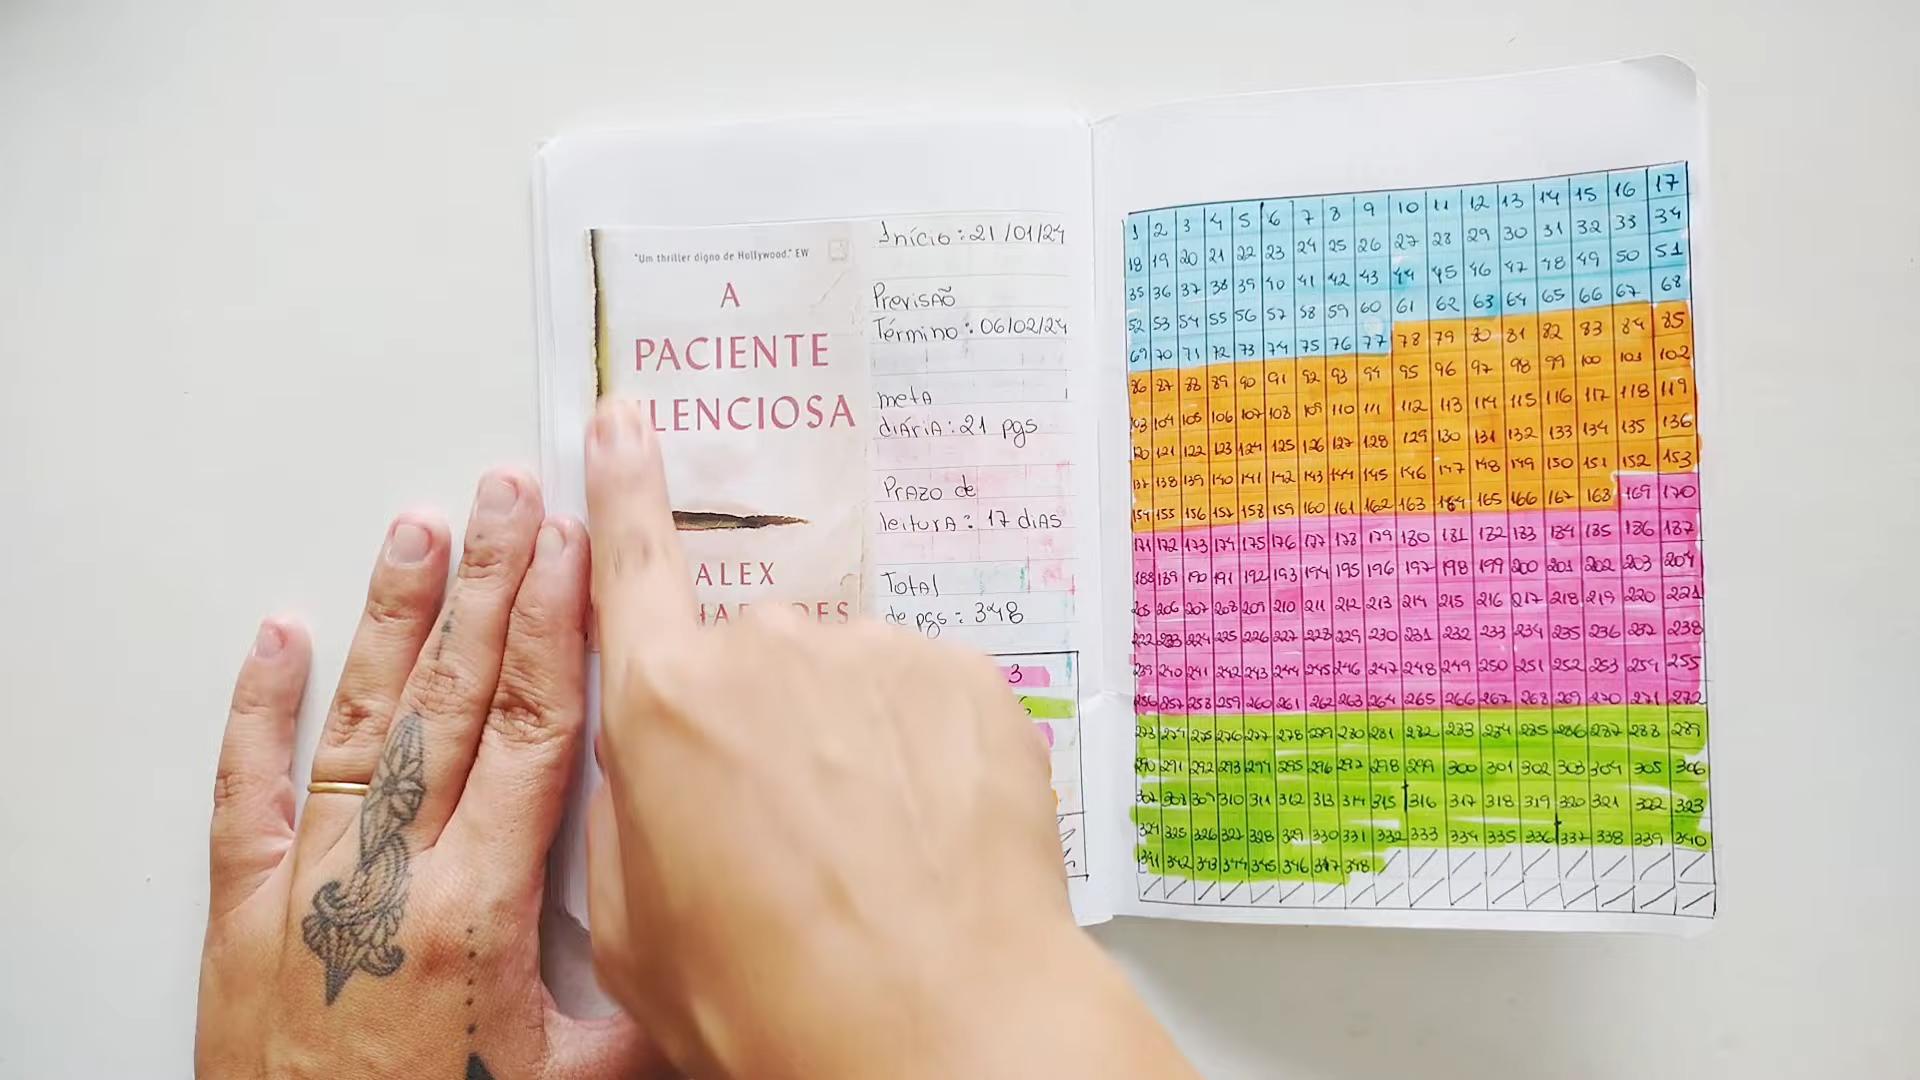 "Um thriller digno de Hollywood." EW
A
PACIENTE
ILENCIOSA
ALEX
Início: 21/01/24
Previsão
Término: 06/02/24
meta
diária: 21 pgs
Prazo de
leitura: 17 dias
Total
de pgs: 348
3
1 2 3 4 5 6 7 8 9 10 11 12 13 14 15 16 17
18 19 20 21 22 23 24 25 26 27 28 29 30 31 32 33 34
35 36 37 38 39 40 41 42 43 44 45 46 47 48 49 50 51
52 53 54 55 56 57 58 59 60 61 62 63 64 65 66 67 68
69 70 71 72 73 74 75 76 77 78 79 80 81 82 83 84 85
86 87 88 89 90 91 92 93 94 95 96 97 98 99 100 101 102
103 104 105 106 107 108 109 110 111 112 113 114 115 116 117 118 119
120 121 122 123 124 125 126 127 128 129 130 131 132 133 134 135 136
137 138 139 140 141 142 143 144 145 146 147 148 149 150 151 152 153
154 155 156 157 158 159 160 161 162 163 164 165 166 167 168 169 170
171 172 173 174 175 176 177 178 179 180 181 182 183 184 185 186 187
188 189 190 191 192 193 194 195 196 197 198 199 200 201 202 203 204
205 206 207 208 209 210 211 212 213 214 215 216 217 218 219 220 221
222 223 224 225 226 227 228 229 230 231 232 233 234 235 236 237 238
239 240 241 242 243 244 245 246 247 248 249 250 251 252 253 254 255
256 257 258 259 260 261 262 263 264 265 266 267 268 269 270 271 272
273 274 275 276 277 278 279 280 281 282 283 284 285 286 287 288 289
290 291 292 293 294 295 296 297 298 299 300 301 302 303 304 305 306
307 308 309 310 311 312 313 314 315 316 317 318 319 320 321 322 323
324 325 326 327 328 329 330 331 332 333 334 335 336 337 338 339 340
341 342 343 344 345 346 347 348